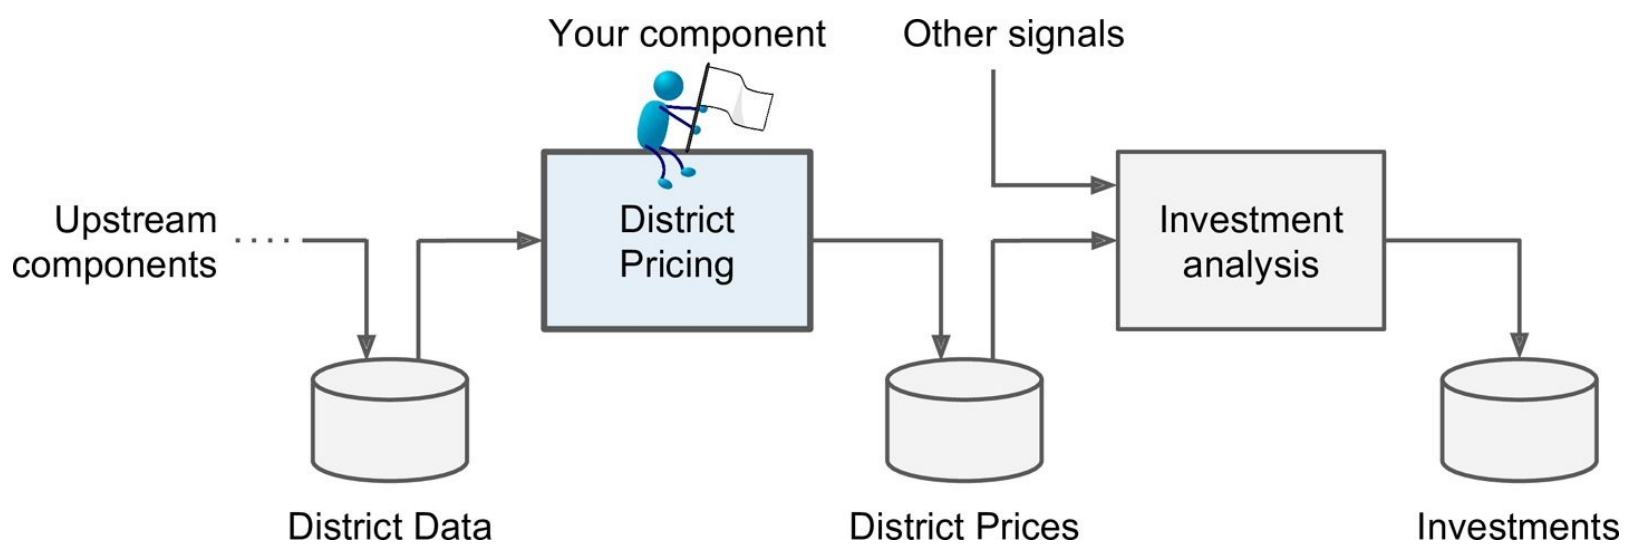 Your component
Other signals
Upstream
components
District
Pricing
Investment
analysis
District Data
District Prices
Investments